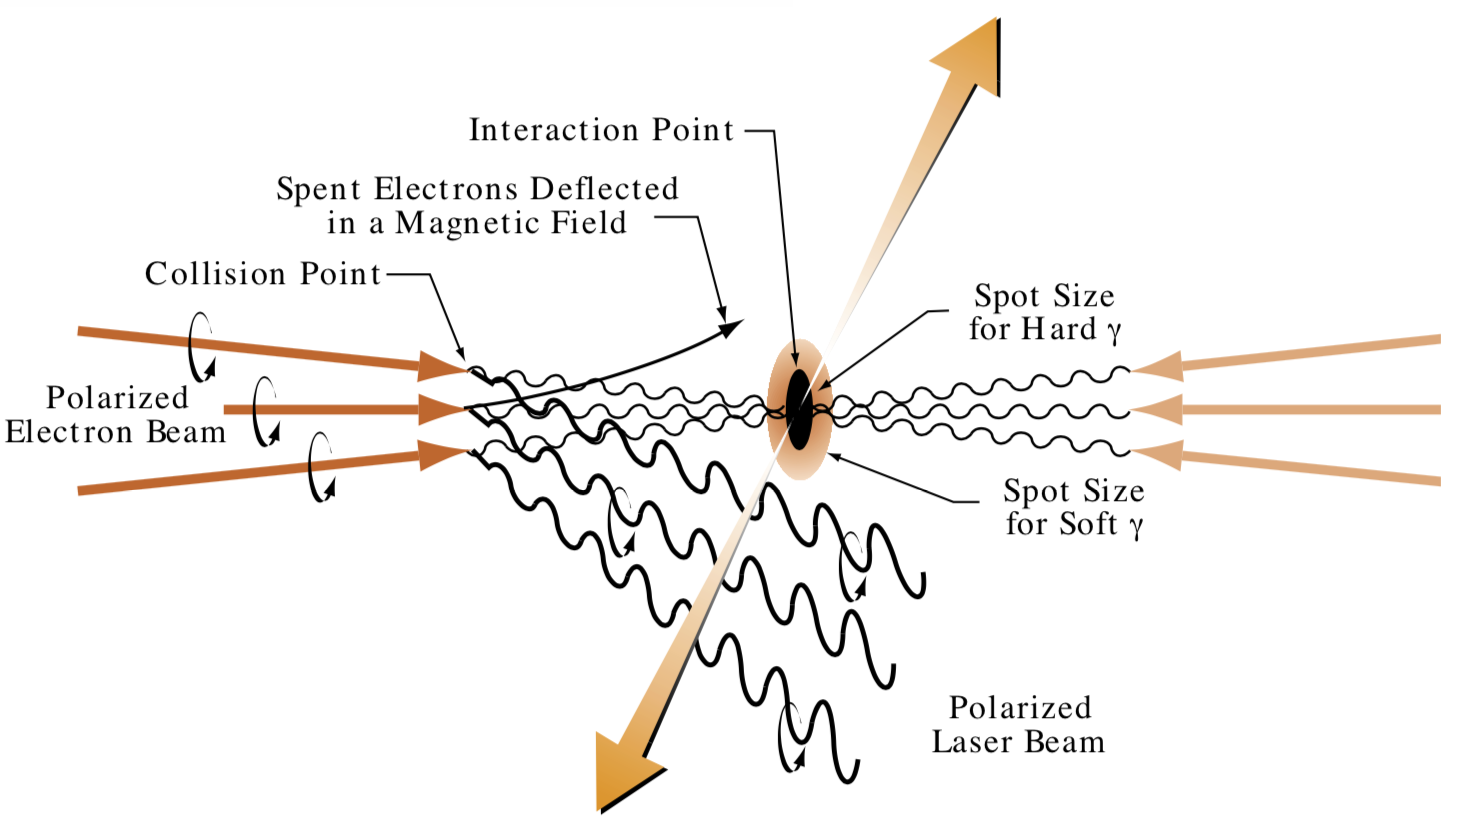 Interaction Point
Spent Electrons Deflected
in a Magnetic Field
Collision Point
Spot Size
for Hard γ
Polarized
Electron Beam
Spot Size
for Soft γ
Polarized
Laser Beam